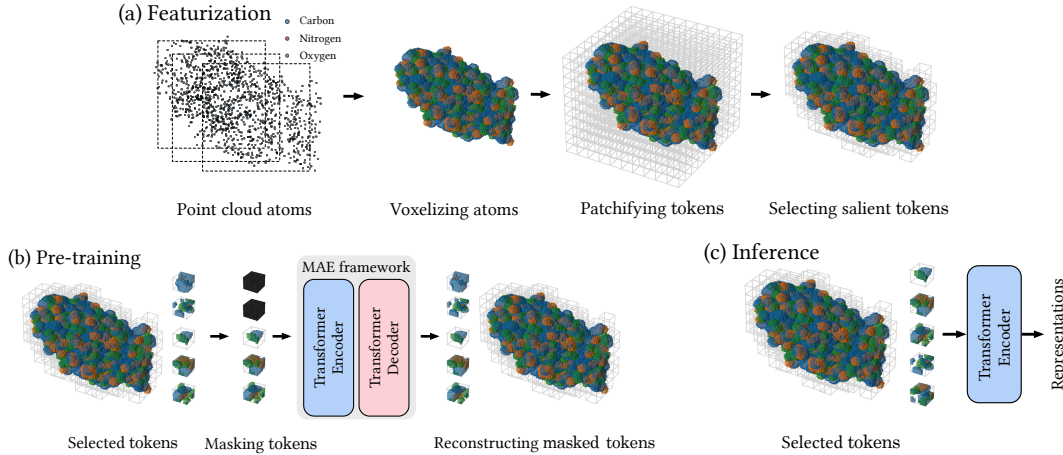 (a) Featurization
Carbon
Nitrogen
Oxygen
Point cloud atoms
Voxelizing atoms
Patchifying tokens
Selecting salient tokens
(b) Pre-training
MAE framework
Transformer
Encoder
Transformer
Decoder
Selected tokens
Masking tokens
Reconstructing masked tokens
(c) Inference
Transformer
Encoder
Representations
Selected tokens